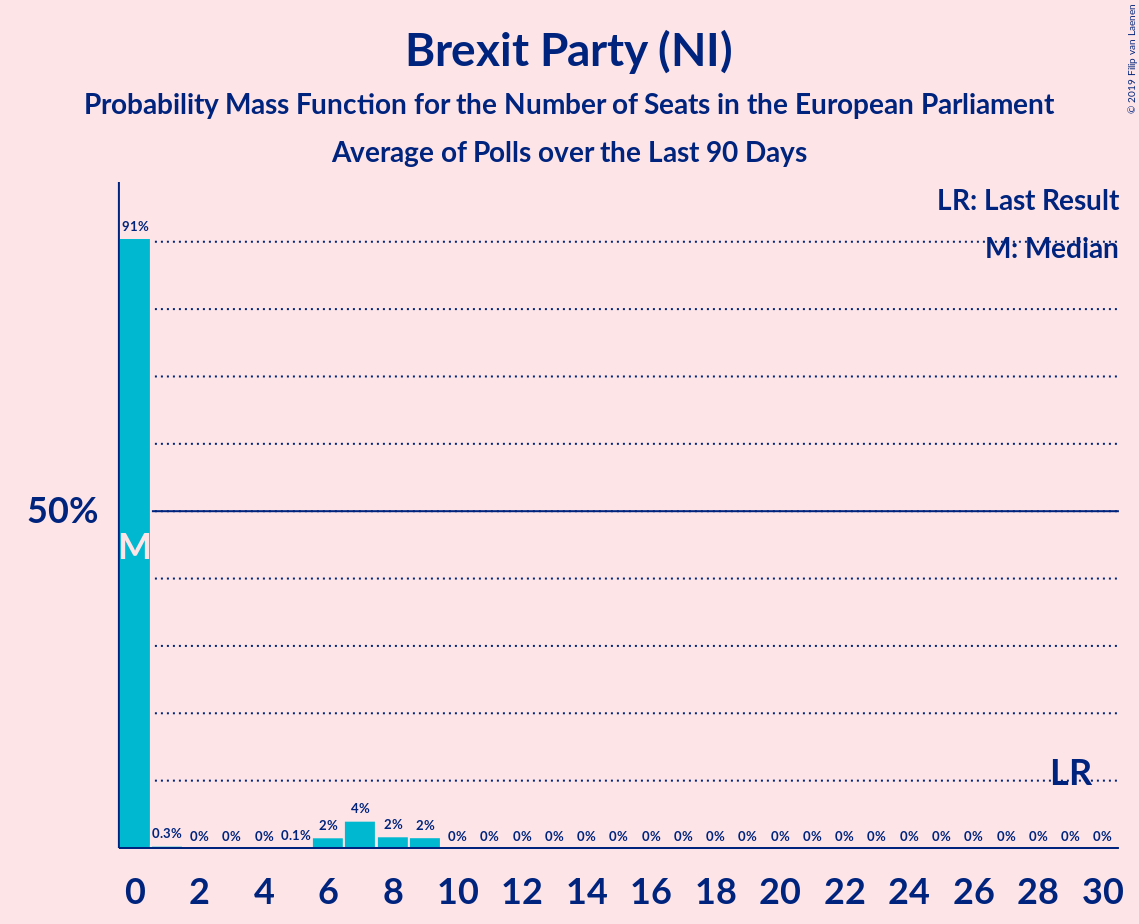 Brexit Party (NI)
Probability Mass Function for the Number of Seats in the European Parliament
Average of Polls over the Last 90 Days
© 2019 Filip van Laenen
LR: Last Result
M: Median
91%
50%
M
LR
0.3% 0% 0% 0% 0.1% 2% 4% 2% 2% 0% 0% 0% 0% 0% 0% 0% 0% 0% 0% 0% 0% 0% 0% 0% 0% 0% 0% 0% 0% 0%
0 2 4 6 8 10 12 14 16 18 20 22 24 26 28 30